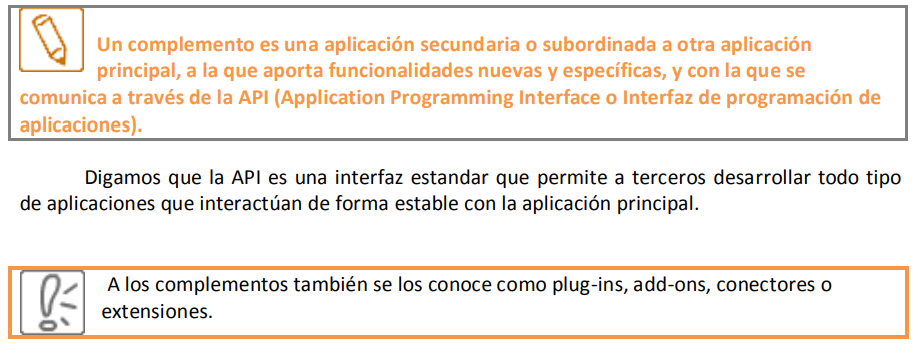 Un complemento es una aplicación secundaria o subordinada a otra aplicación
principal, a la que aporta funcionalidades nuevas y específicas, y con la que se
comunica a través de la API (Application Programming Interface o Interfaz de programación de
aplicaciones).
Digamos que la API es una interfaz estandar que permite a terceros desarrollar todo tipo
de aplicaciones que interactúan de forma estable con la aplicación principal.
A los complementos también se los conoce como plug-ins, add-ons, conectores o
extensiones.